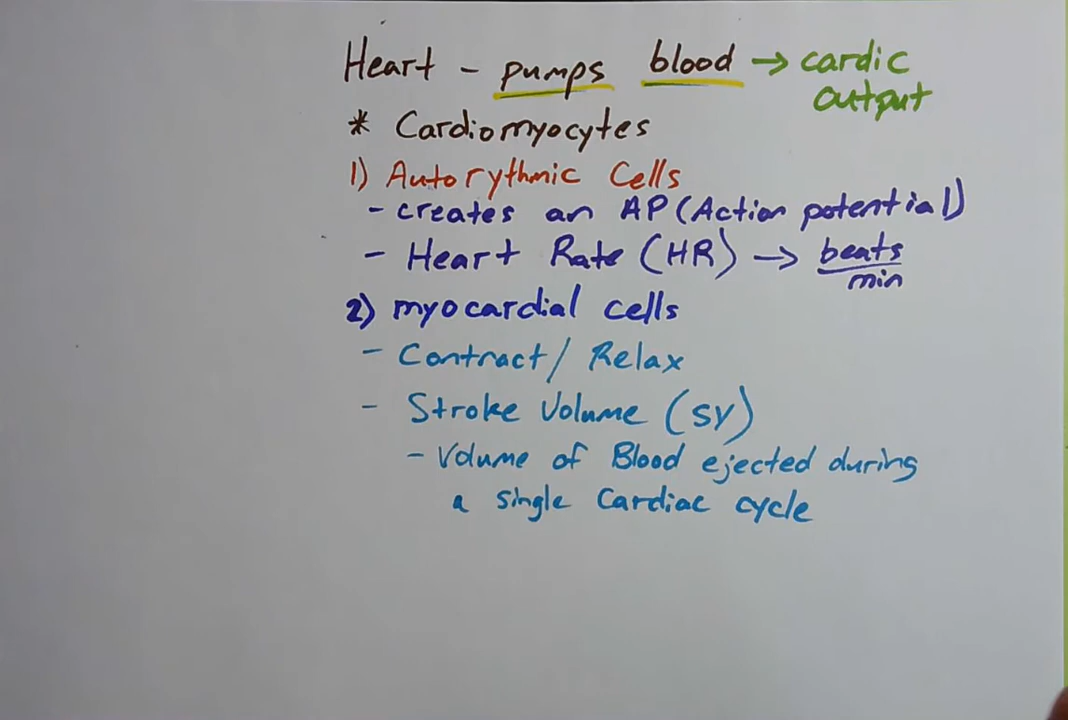 Heart - pumps blood → cardic
output
* Cardiomyocytes
1) Autorythmic Cells
- creates an AP (Action potential)
- Heart Rate (HR) → beats/min
2) myocardial cells
- Contract / Relax
- Stroke Volume (SV)
- Volume of Blood ejected during
a single Cardiac cycle